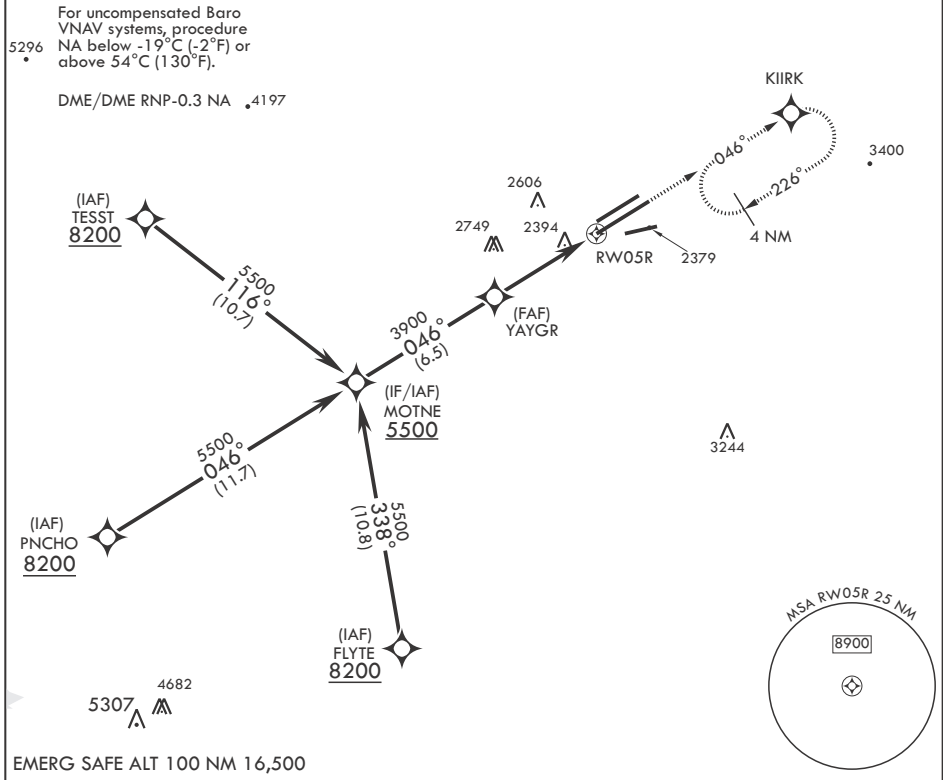 For uncompensated Baro
VNAV systems, procedure
NA below -19°C (-2°F) or
above 54°C (130°F).
5296
DME/DME RNP-0.3 NA
4197
KIIRK
046°
3400
226°
4 NM
2606
2749
2394
RW05R
2379
(IAF)
TESST
8200
5500
116°
(10.7)
(FAF)
YAYGR
3900
046°
(6.5)
(IF/IAF)
MOTNE
5500
3244
5500
046°
(11.7)
(IAF)
PNCHO
8200
5500
338°
(10.8)
(IAF)
FLYTE
8200
MSA RW05R 25 NM
8900
4682
5307
EMERG SAFE ALT 100 NM 16,500